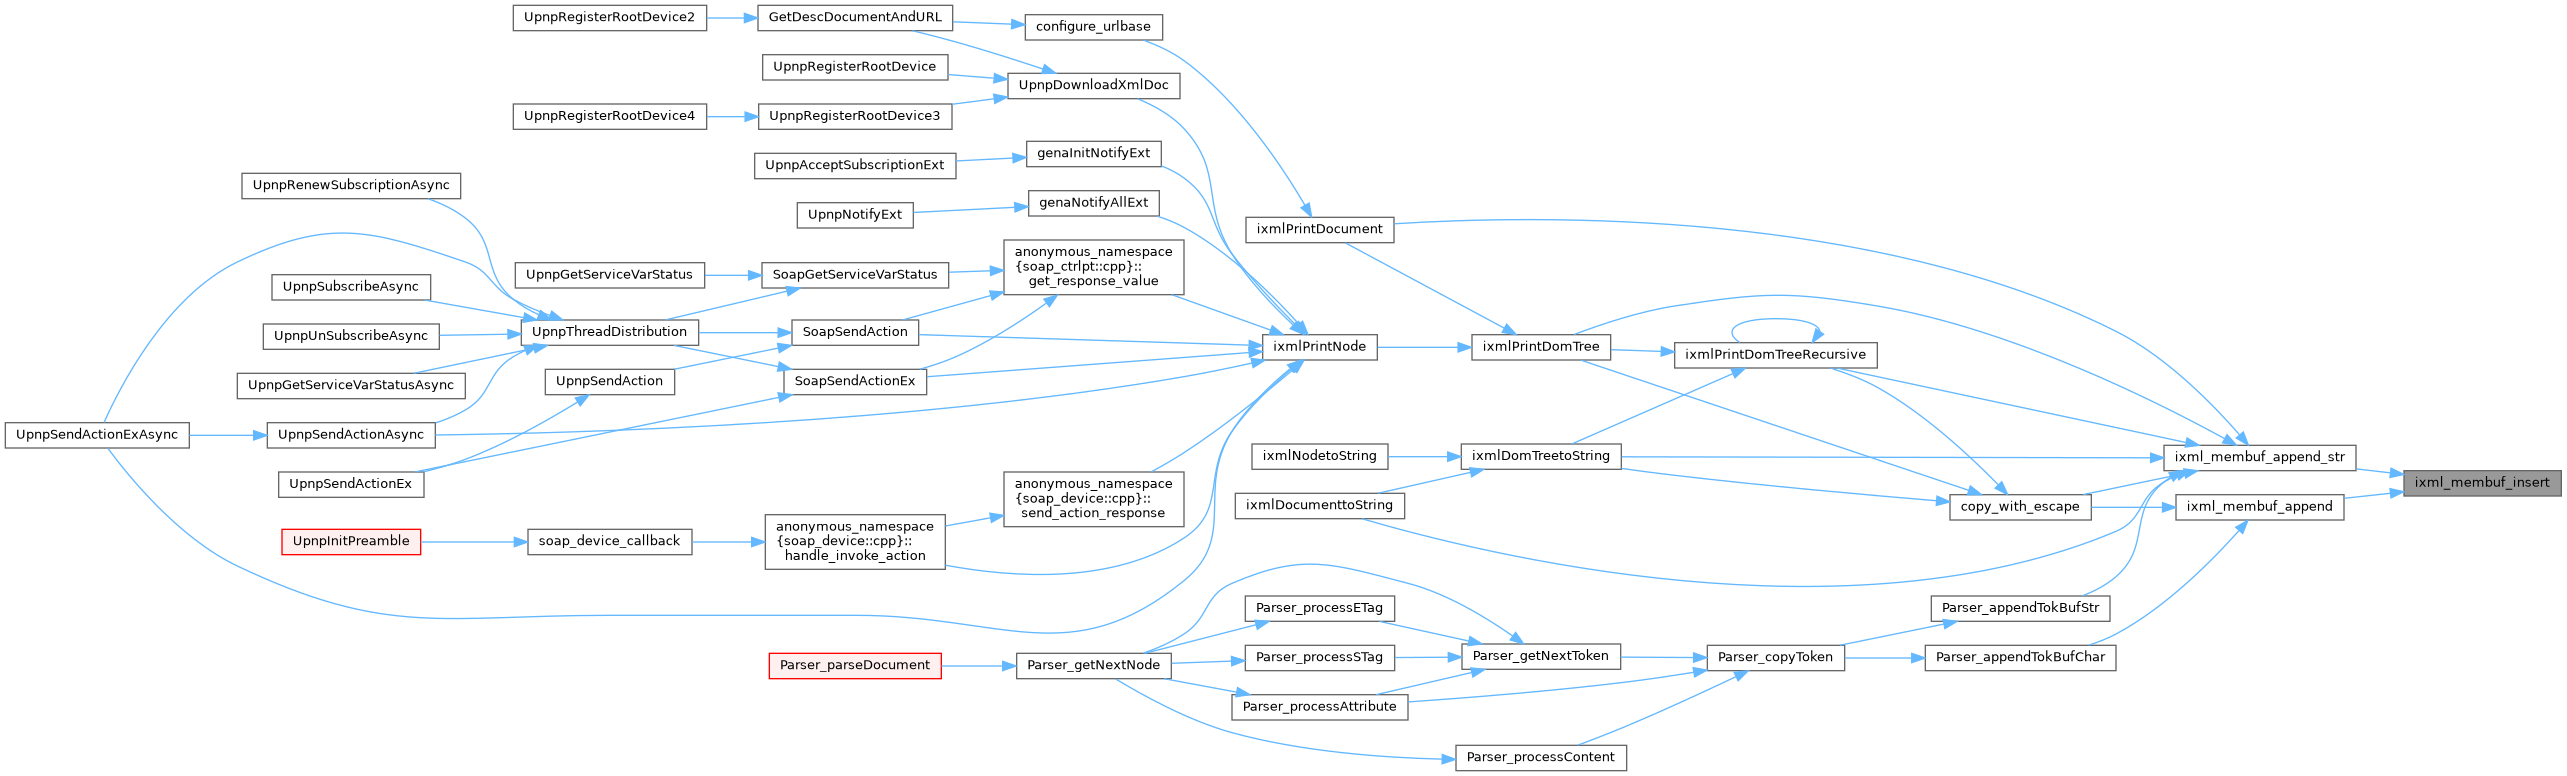 UpnpRegisterRootDevice2
GetDescDocumentAndURL
configure_urlbase
UpnpRegisterRootDevice
UpnpDownloadXmlDoc
UpnpRegisterRootDevice4
UpnpRegisterRootDevice3
UpnpAcceptSubscriptionExt
genaInitNotifyExt
UpnpRenewSubscriptionAsync
UpnpNotifyExt
genaNotifyAllExt
ixmlPrintDocument
anonymous_namespace
{soap_ctrlpt::cpp}::
get_response_value
UpnpGetServiceVarStatus
SoapGetServiceVarStatus
UpnpSubscribeAsync
UpnpUnSubscribeAsync
UpnpThreadDistribution
SoapSendAction
ixmlPrintNode
ixmlPrintDomTree
ixmlPrintDomTreeRecursive
UpnpGetServiceVarStatusAsync
UpnpSendAction
SoapSendActionEx
UpnpSendActionExAsync
UpnpSendActionAsync
ixmlNodetoString
ixmlDomTreetoString
ixml_membuf_append_str
UpnpSendActionEx
anonymous_namespace
{soap_device::cpp}::
send_action_response
ixmlDocumenttoString
copy_with_escape
ixml_membuf_append
ixml_membuf_insert
UpnpInitPreamble
soap_device_callback
anonymous_namespace
{soap_device::cpp}::
handle_invoke_action
Parser_processETag
Parser_appendTokBufStr
Parser_parseDocument
Parser_getNextNode
Parser_processSTag
Parser_getNextToken
Parser_copyToken
Parser_appendTokBufChar
Parser_processAttribute
Parser_processContent